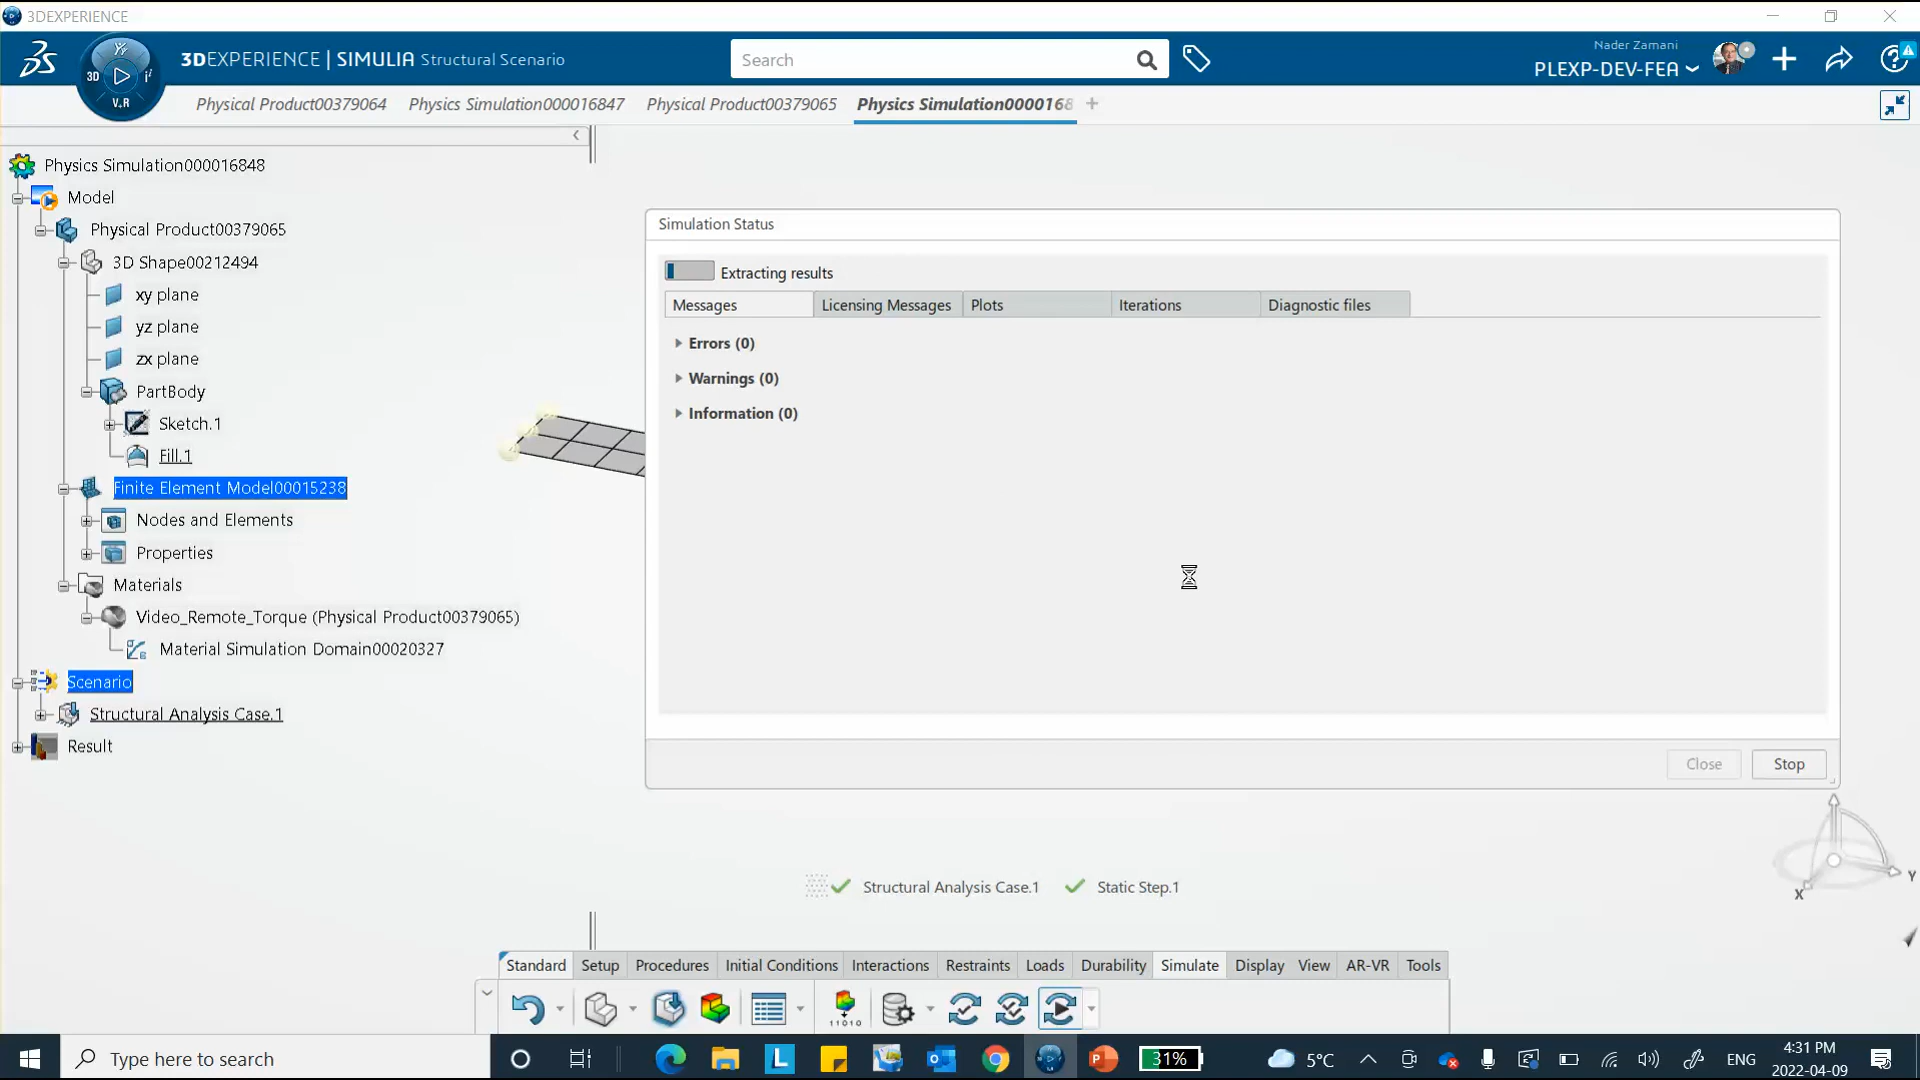 3DEXPERIENCE
3DEXPERIENCE | SIMULIA Structural Scenario
Search
Nader Zamani
PLEXP-DEV-FEA
3D
V.R
Physical Product00379064
Physics Simulation000016847
Physical Product00379065
Physics Simulation0000168
Physics Simulation000016848
Model
Physical Product00379065
3D Shape00212494
xy plane
yz plane
zx plane
PartBody
Sketch.1
Fill.1
Finite Element Model00015238
Nodes and Elements
Properties
Materials
Video_Remote_Torque (Physical Product00379065)
Material Simulation Domain00020327
Scenario
Structural Analysis Case.1
Result
Simulation Status
Extracting results
Messages
Licensing Messages
Plots
Iterations
Diagnostic files
Errors (0)
Warnings (0)
Information (0)
Close
Stop
X
Y
Structural Analysis Case.1
Static Step.1
Standard
Setup
Procedures
Initial Conditions
Interactions
Restraints
Loads
Durability
Simulate
Display
View
AR-VR
Tools
11010
Type here to search
31%
5°C
ENG
4:31 PM
2022-04-09